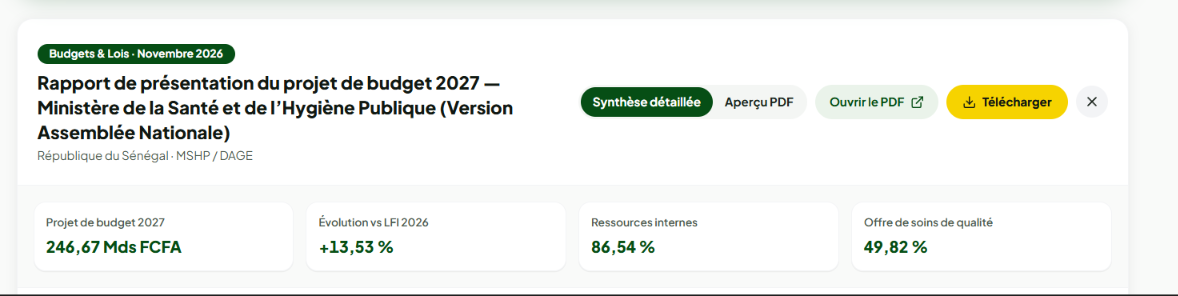 Budgets & Lois · Novembre 2026
Rapport de présentation du projet de budget 2027 —
Ministère de la Santé et de l'Hygiène Publique (Version
Assemblée Nationale)
République du Sénégal · MSHP / DAGE
Synthèse détaillée
Aperçu PDF
Ouvrir le PDF
Télécharger
Projet de budget 2027
246,67 Mds FCFA
Évolution vs LFI 2026
+13,53 %
Ressources internes
86,54 %
Offre de soins de qualité
49,82 %